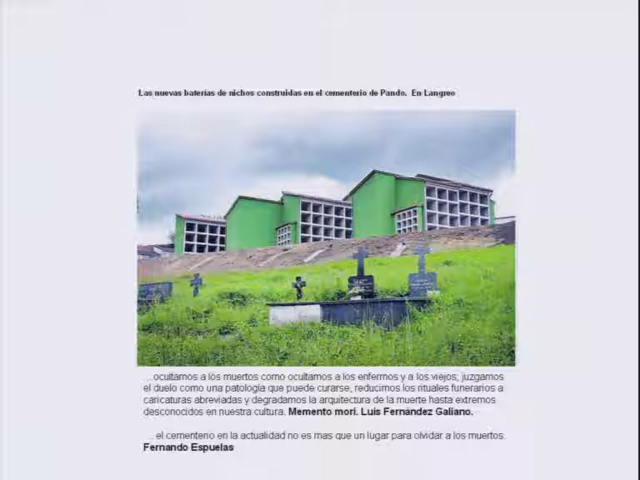 Las nuevas baterías de nichos construidas en el cementerio de Pando. En Langreo
...ocultamos a los muertos como ocultamos a los enfermos y a los viejos; juzgamos
el duelo como una patología que puede curarse, reducimos los rituales funerarios a
caricaturas abreviadas y degradamos la arquitectura de la muerte hasta extremos
desconocidos en nuestra cultura. Memento mori. Luis Fernández Galiano.
... el cementerio en la actualidad no es mas que un lugar para olvidar a los muertos.
Fernando Espuelas